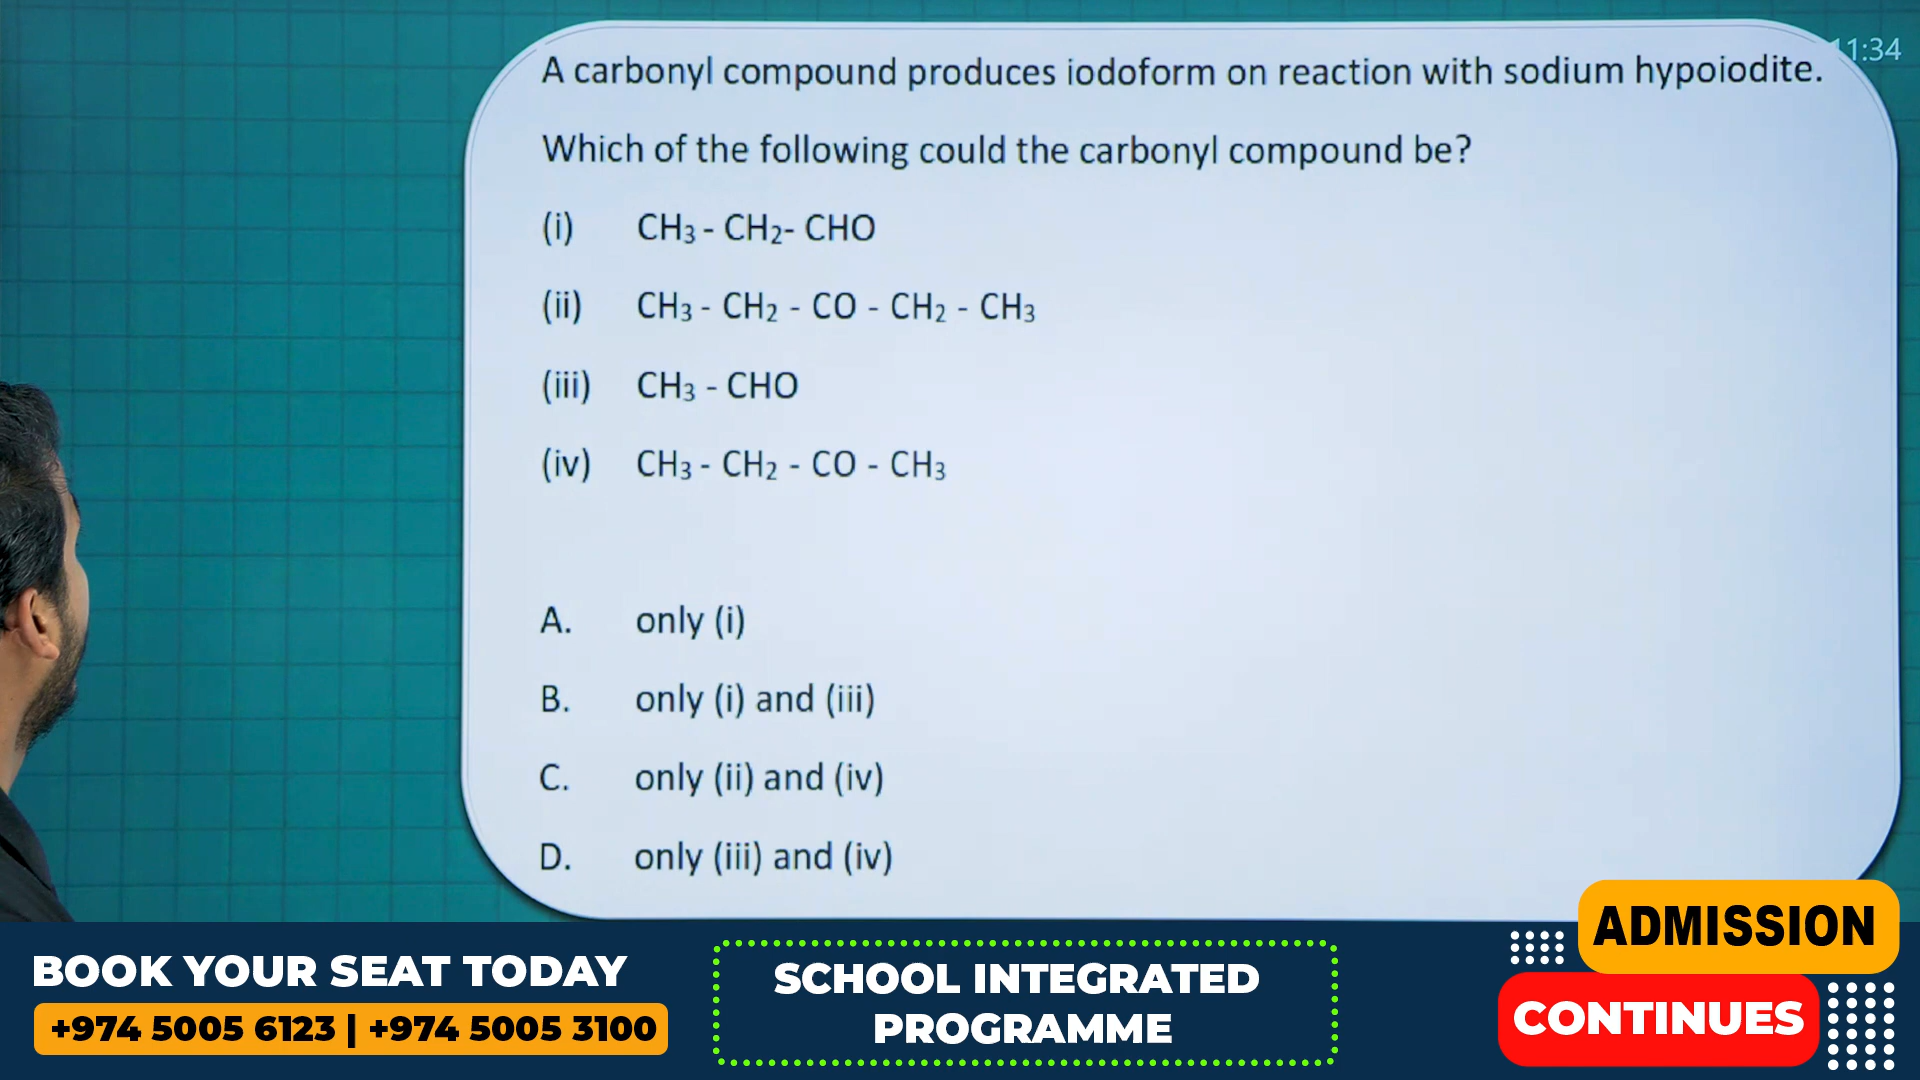 11:34
A carbonyl compound produces iodoform on reaction with sodium hypoiodite.
Which of the following could the carbonyl compound be?
(i) CH₃ - CH₂- CHO
(ii) CH₃ - CH₂ - CO - CH₂ - CH₃
(iii) CH₃ - CHO
(iv) CH₃ - CH₂ - CO - CH₃
A. only (i)
B. only (i) and (iii)
C. only (ii) and (iv)
D. only (iii) and (iv)
BOOK YOUR SEAT TODAY
+974 5005 6123 | +974 5005 3100
SCHOOL INTEGRATED
PROGRAMME
ADMISSION
CONTINUES